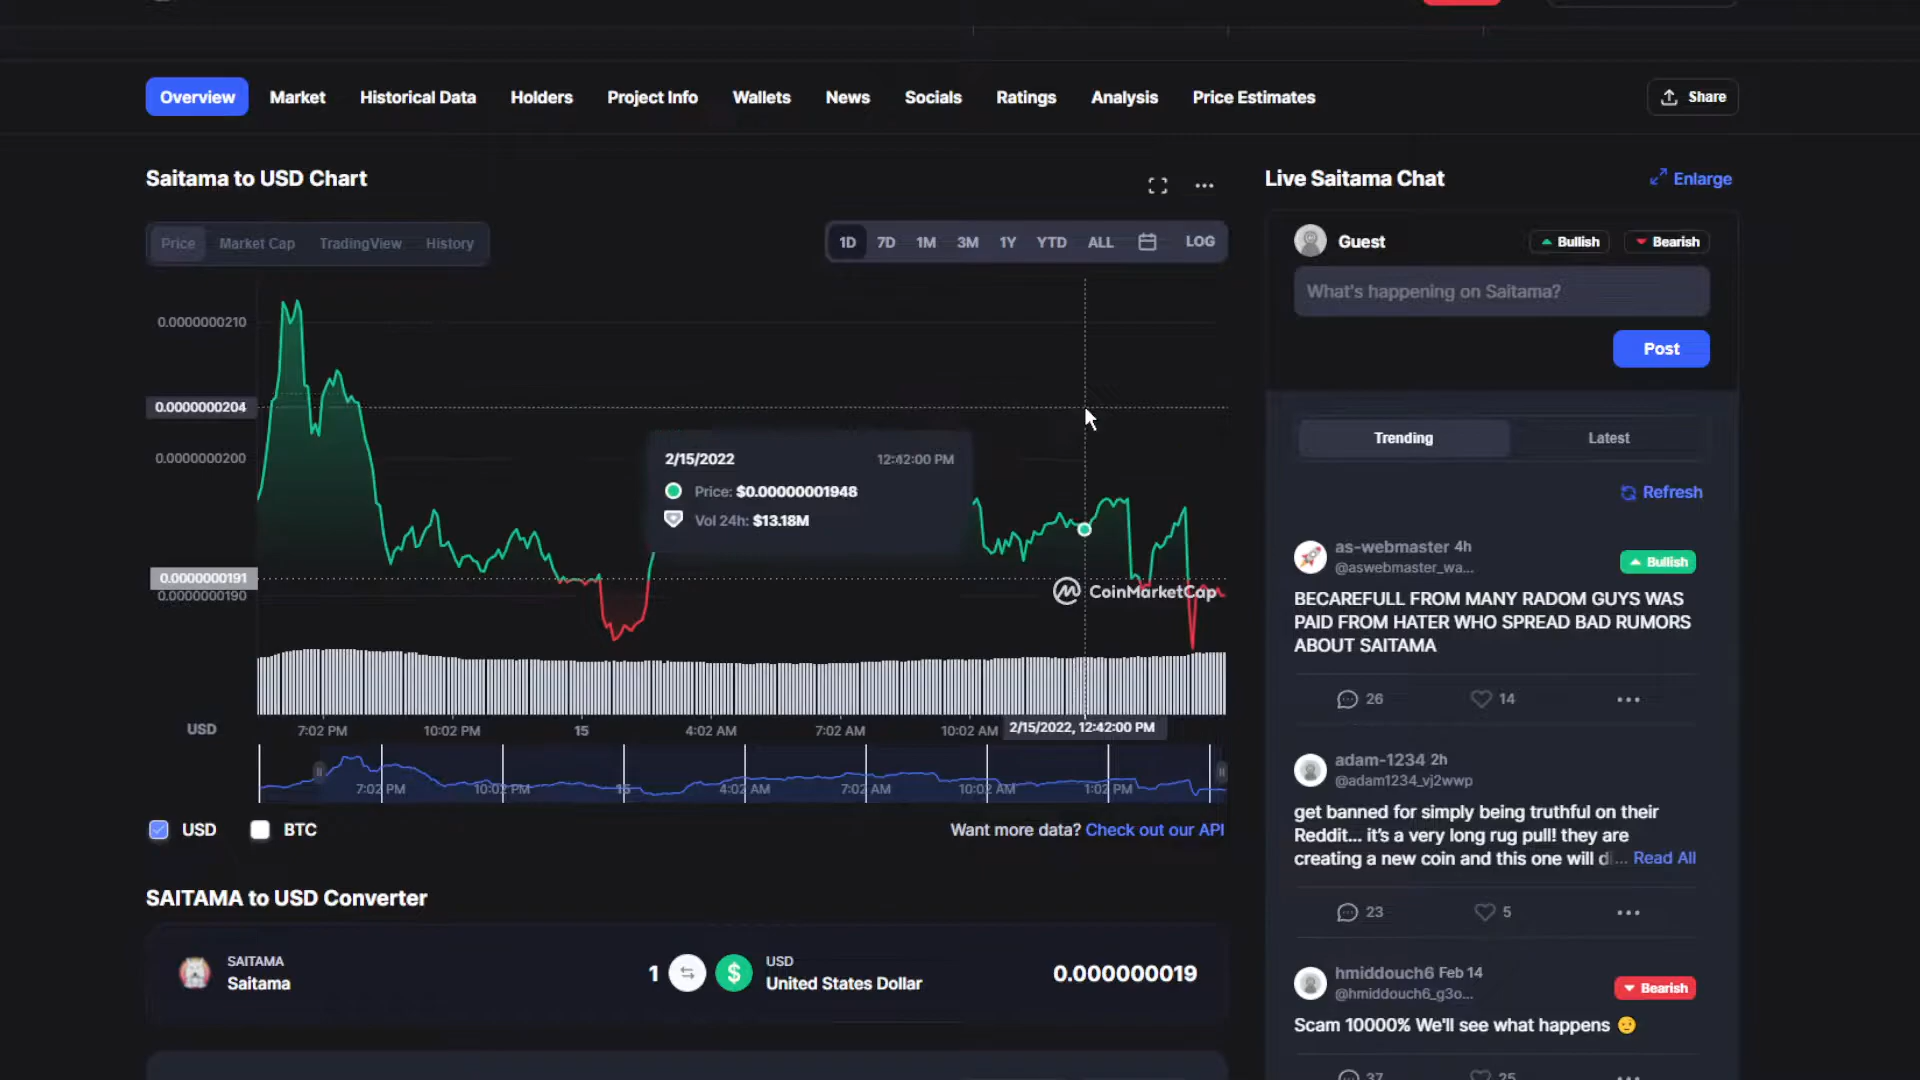 Overview Market Historical Data Holders Project Info Wallets News Socials Ratings Analysis Price Estimates Share
Saitama to USD Chart
Price Market Cap TradingView History
1D 7D 1M 3M 1Y YTD ALL LOG
0.0000000210
0.0000000204
0.0000000200
0.0000000191
0.0000000190
2/15/2022 12:42:00 PM
Price: $0.00000001948
Vol 24h: $13.18M
CoinMarketCap
USD
7:02 PM 10:02 PM 15 4:02 AM 7:02 AM 10:02 AM 2/15/2022, 12:42:00 PM
7:02 PM 10:02 PM 15 4:02 AM 7:02 AM 10:02 AM 1:02 PM
USD BTC
Want more data? Check out our API
SAITAMA to USD Converter
SAITAMA
Saitama
1
$
USD
United States Dollar
0.000000019
Live Saitama Chat
Enlarge
Guest
Bullish Bearish
What's happening on Saitama?
Post
Trending Latest
Refresh
as-webmaster 4h
@aswebmaster_wa...
Bullish
BECAREFULL FROM MANY RADOM GUYS WAS
PAID FROM HATER WHO SPREAD BAD RUMORS
ABOUT SAITAMA
26 14
adam-1234 2h
@adam1234_vj2wwp
get banned for simply being truthful on their
Reddit... it's a very long rug pull! they are
creating a new coin and this one will d... Read All
23 5
hmiddouch6 Feb 14
@hmiddouch6_g3o...
Bearish
Scam 10000% We'll see what happens 😏
37 25